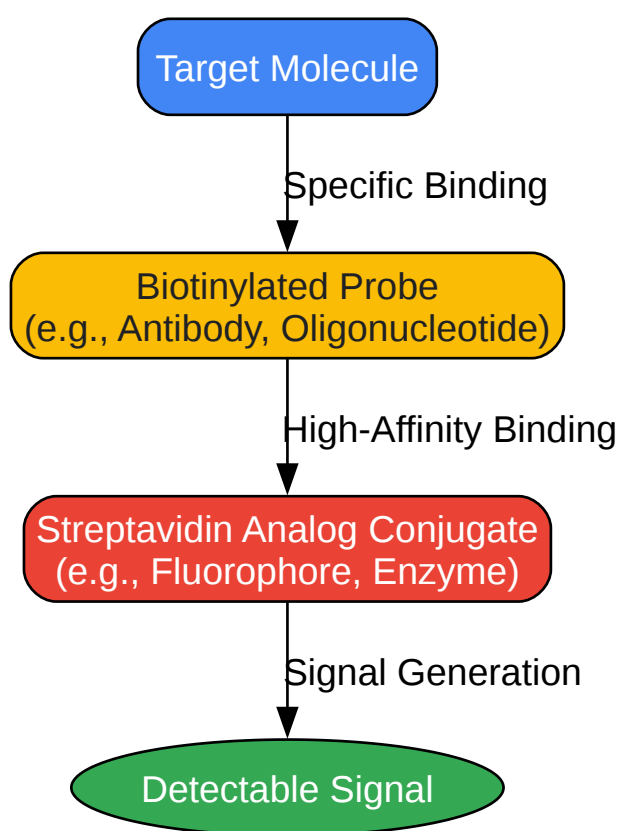 Target Molecule
Specific Binding
Biotinylated Probe
(e.g., Antibody, Oligonucleotide)
High-Affinity Binding
Streptavidin Analog Conjugate
(e.g., Fluorophore, Enzyme)
Signal Generation
Detectable Signal